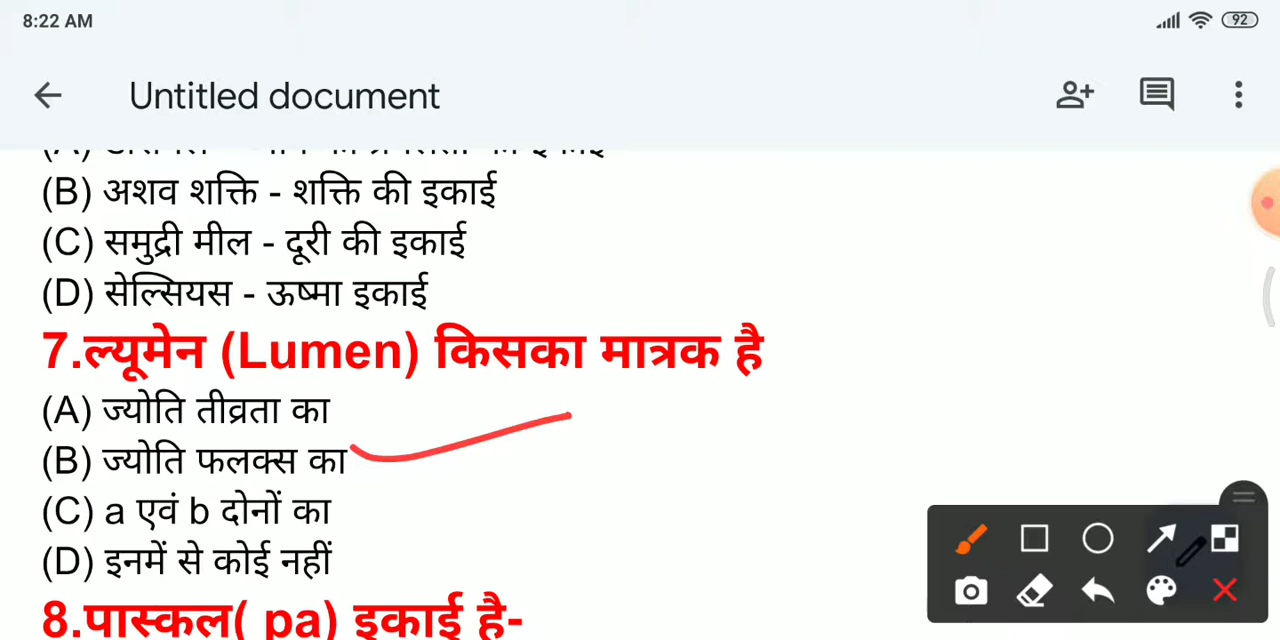 8:22 AM
92
Untitled document
(B) अशव शक्ति - शक्ति की इकाई
(C) समुद्री मील - दूरी की इकाई
(D) सेल्सियस - ऊष्मा इकाई
7.ल्यूमेन (Lumen) किसका मात्रक है
(A) ज्योति तीव्रता का
(B) ज्योति फलक्स का
(C) a एवं b दोनों का
(D) इनमें से कोई नहीं
8.पास्कल( pa) इकाई है-